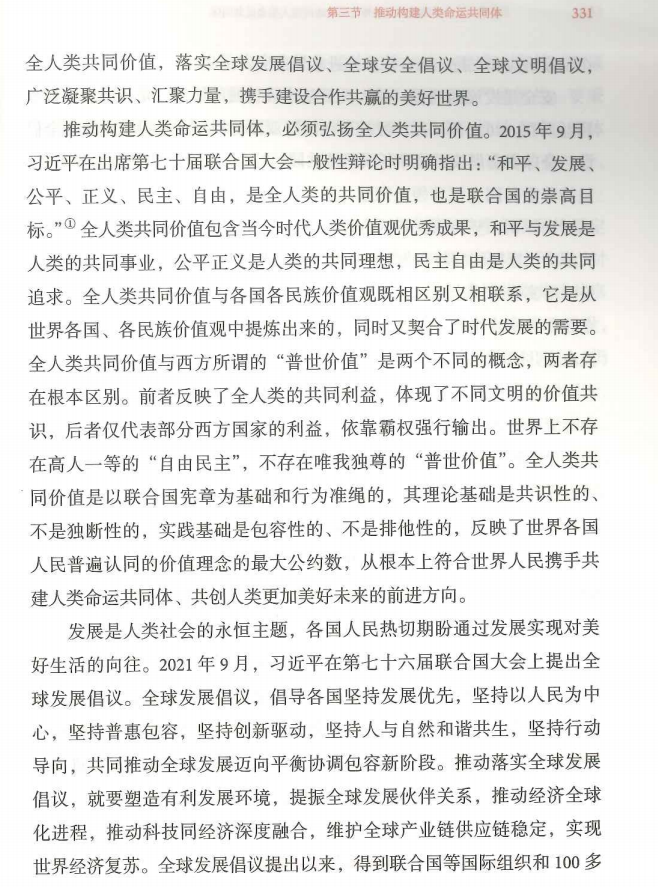 第三节 推动构建人类命运共同体 331
全人类共同价值，落实全球发展倡议、全球安全倡议、全球文明倡议，
广泛凝聚共识、汇聚力量，携手建设合作共赢的美好世界。
推动构建人类命运共同体，必须弘扬全人类共同价值。2015 年 9 月，
习近平在出席第七十届联合国大会一般性辩论时明确指出：“和平、发展、
公平、正义、民主、自由，是全人类的共同价值，也是联合国的崇高目
标。”① 全人类共同价值包含当今时代人类价值观优秀成果，和平与发展是
人类的共同事业，公平正义是人类的共同理想，民主自由是人类的共同
追求。全人类共同价值与各国各民族价值观既相区别又相联系，它是从
世界各国、各民族价值观中提炼出来的，同时又契合了时代发展的需要。
全人类共同价值与西方所谓的“普世价值”是两个不同的概念，两者存
在根本区别。前者反映了全人类的共同利益，体现了不同文明的价值共
识，后者仅代表部分西方国家的利益，依靠霸权强行输出。世界上不存
在高人一等的“自由民主”，不存在唯我独尊的“普世价值”。全人类共
同价值是以联合国宪章为基础和行为准绳的，其理论基础是共识性的、
不是独断性的，实践基础是包容性的、不是排他性的，反映了世界各国
人民普遍认同的价值理念的最大公约数，从根本上符合世界人民携手共
建人类命运共同体、共创人类更加美好未来的前进方向。
发展是人类社会的永恒主题，各国人民热切期盼通过发展实现对美
好生活的向往。2021 年 9 月，习近平在第七十六届联合国大会上提出全
球发展倡议。全球发展倡议，倡导各国坚持发展优先，坚持以人民为中
心，坚持普惠包容，坚持创新驱动，坚持人与自然和谐共生，坚持行动
导向，共同推动全球发展迈向平衡协调包容新阶段。推动落实全球发展
倡议，就要塑造有利发展环境，提振全球发展伙伴关系，推动经济全球
化进程，推动科技同经济深度融合，维护全球产业链供应链稳定，实现
世界经济复苏。全球发展倡议提出以来，得到联合国等国际组织和 100 多